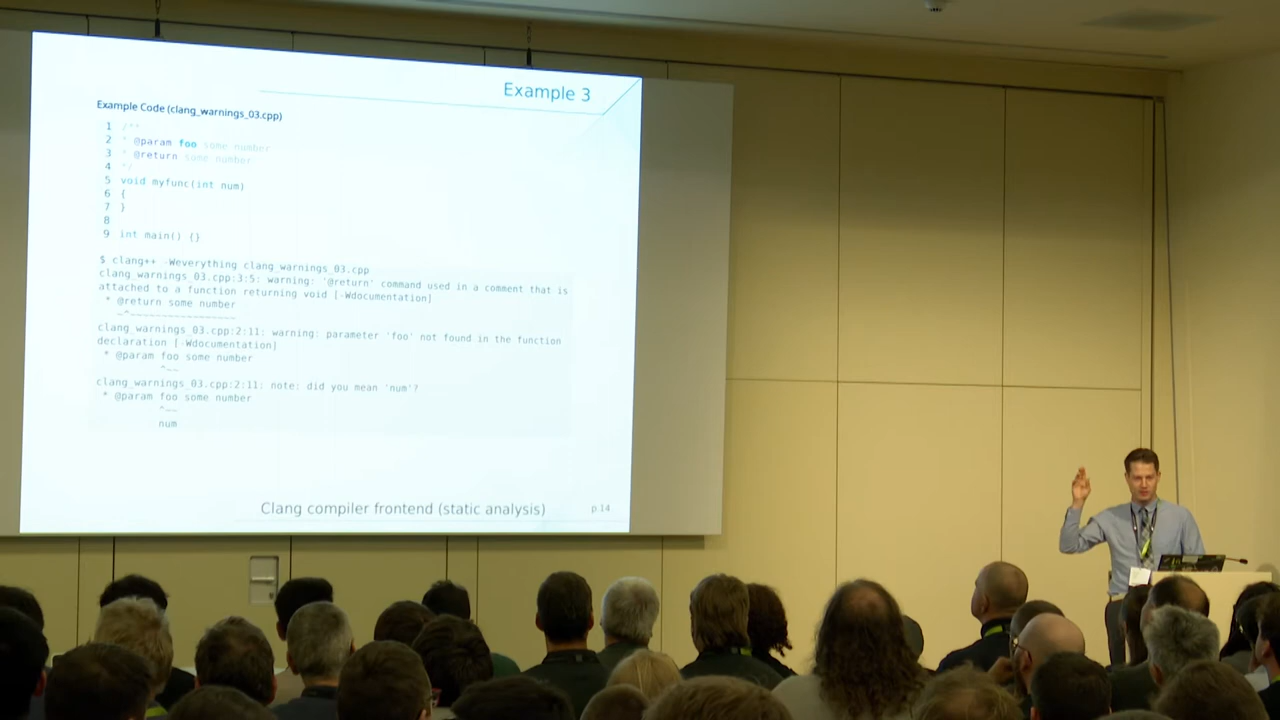 Example 3
Example Code (clang_warnings_03.cpp)
1 /**
2 * @param foo some number
3 * @return some number
4 */
5 void myfunc(int num)
6 {
7 }
8
9 int main() {}
$ clang++ -Weverything clang_warnings_03.cpp
clang_warnings_03.cpp:3:5: warning: '@return' command used in a comment that is
attached to a function returning void [-Wdocumentation]
* @return some number
~^~~~~~~~~~~~~~~~~~
clang_warnings_03.cpp:2:11: warning: parameter 'foo' not found in the function
declaration [-Wdocumentation]
* @param foo some number
^~~
clang_warnings_03.cpp:2:11: note: did you mean 'num'?
* @param foo some number
^~~
num
Clang compiler frontend (static analysis)
p 14